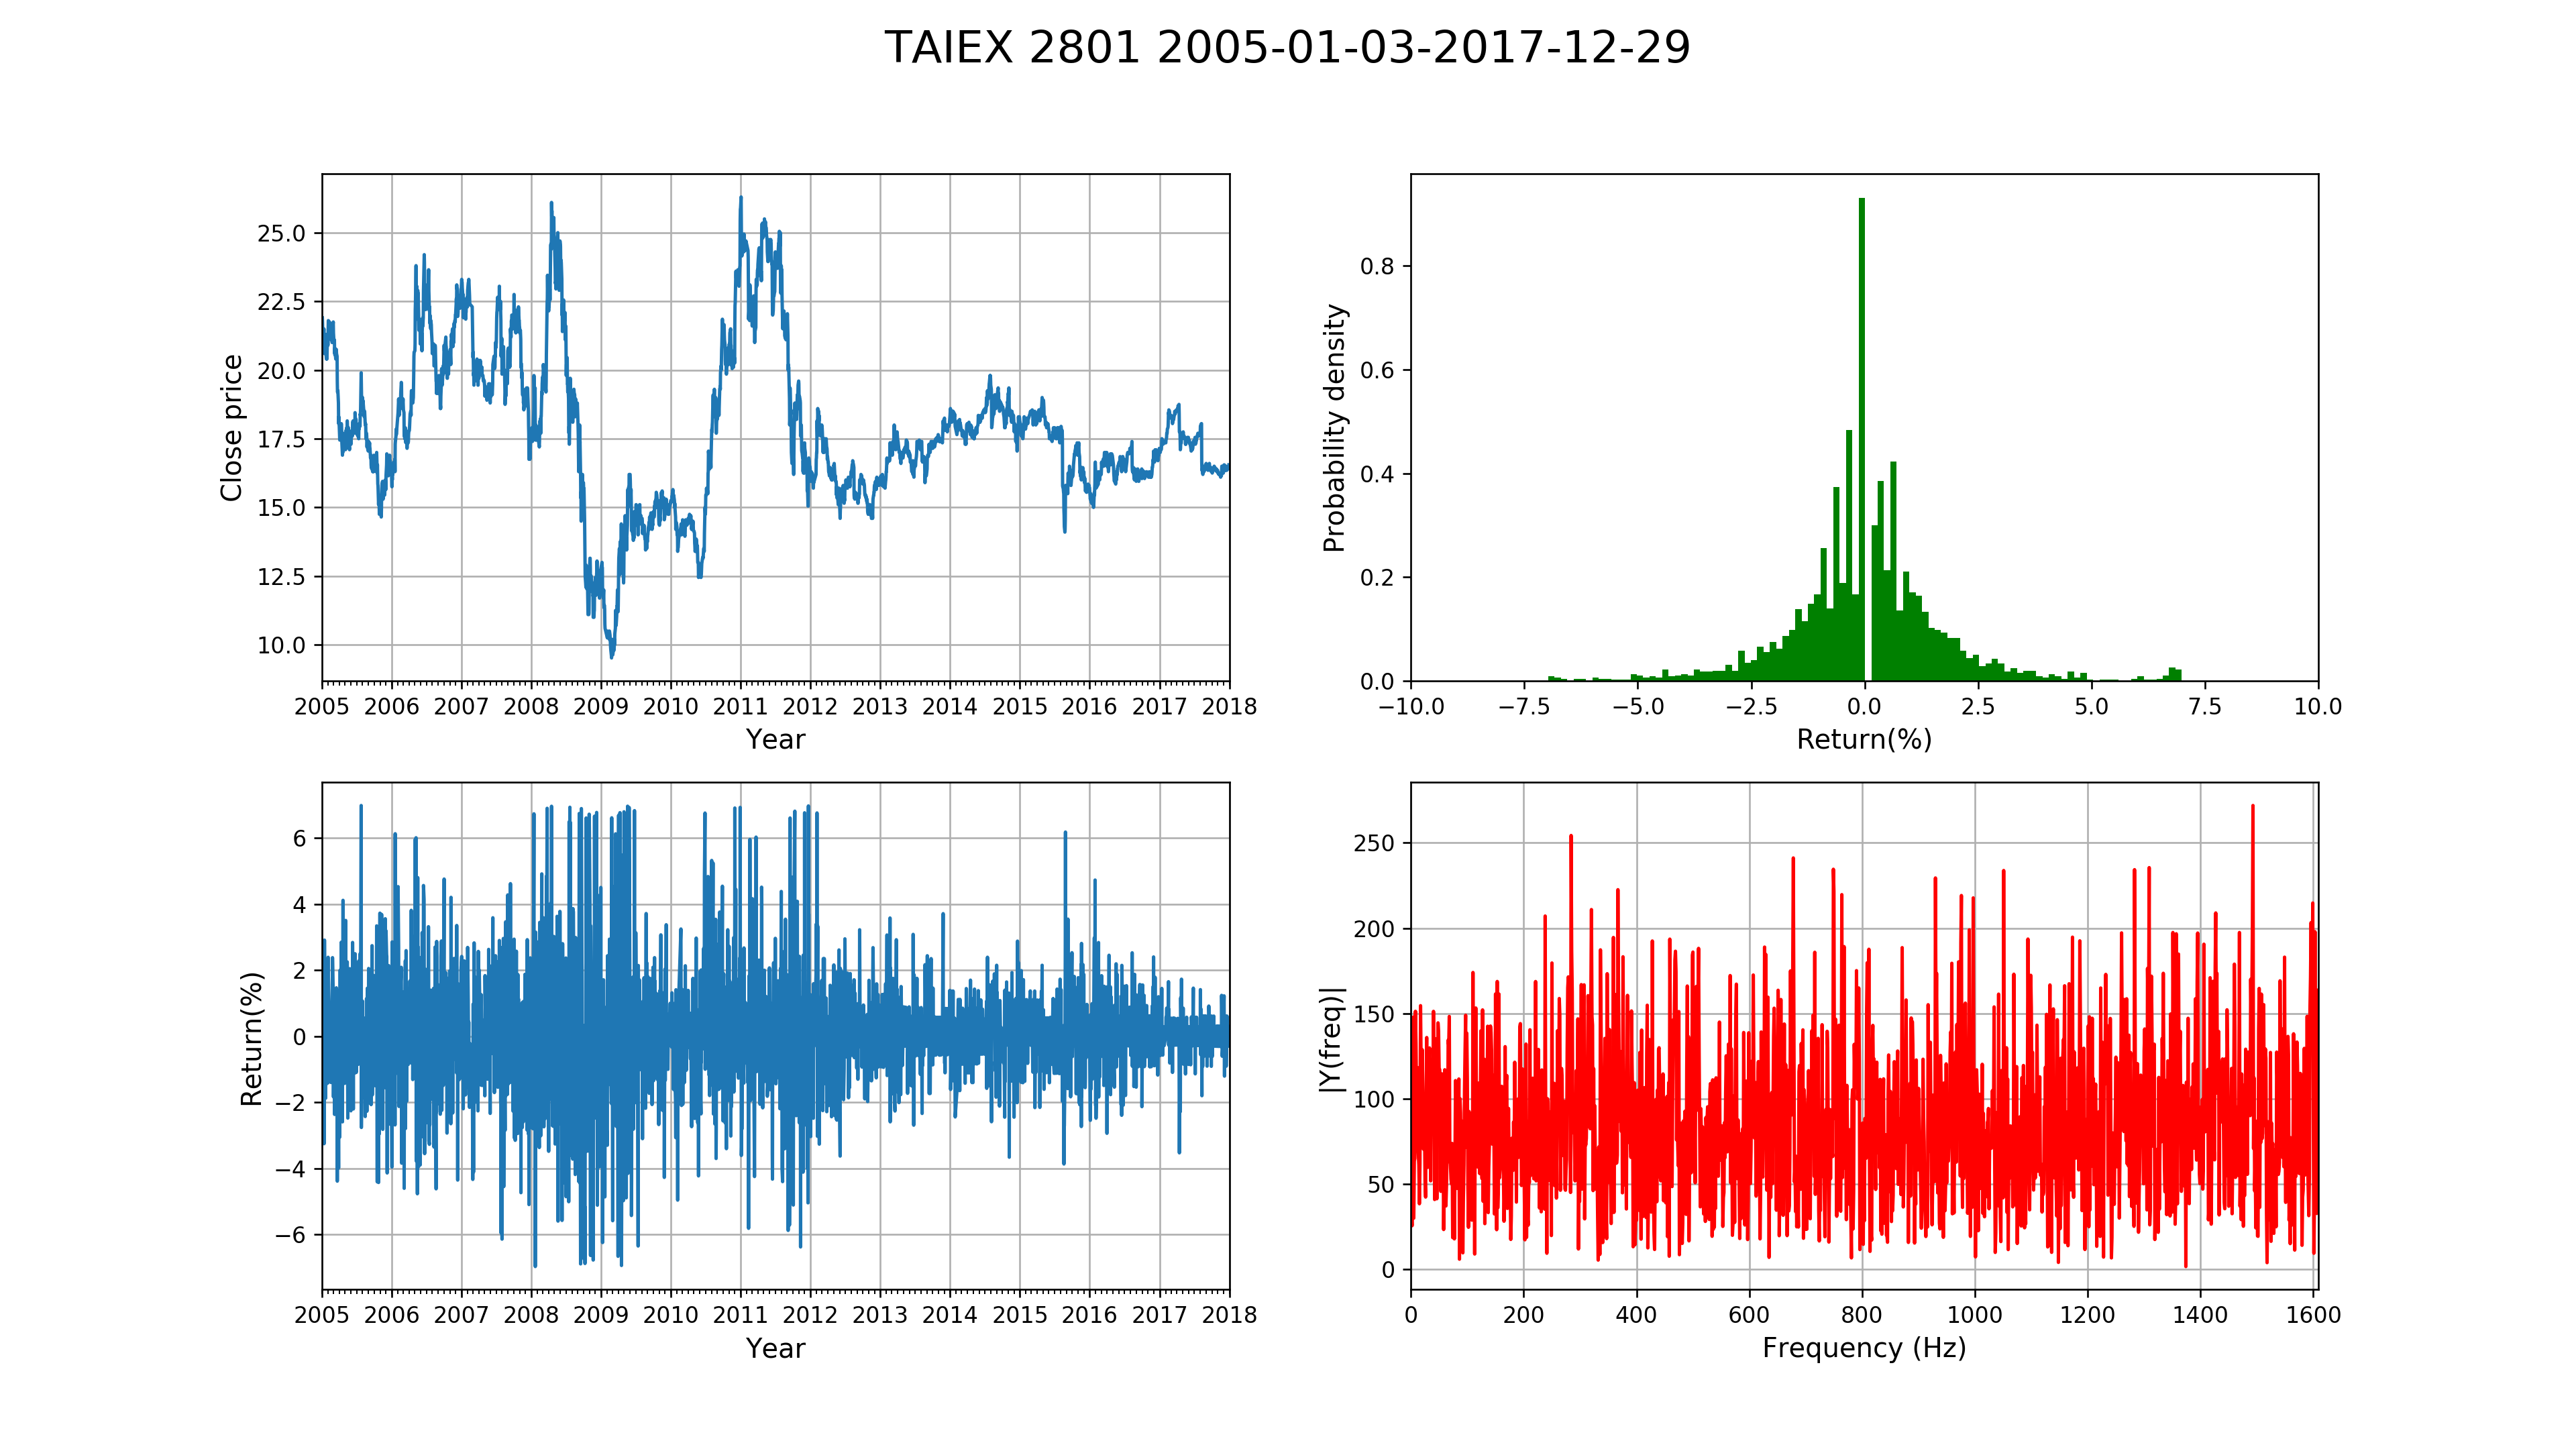 TAIEX 2801 2005-01-03-2017-12-29
Close price
25.0
22.5
20.0
17.5
15.0
12.5
10.0
2005 2006 2007 2008 2009 2010 2011 2012 2013 2014 2015 2016 2017 2018
Year
Probability density
0.8
0.6
0.4
0.2
0.0
−10.0 −7.5 −5.0 −2.5 0.0 2.5 5.0 7.5 10.0
Return(%)
Return(%)
6
4
2
0
−2
−4
−6
2005 2006 2007 2008 2009 2010 2011 2012 2013 2014 2015 2016 2017 2018
Year
|Y(freq)|
250
200
150
100
50
0
0 200 400 600 800 1000 1200 1400 1600
Frequency (Hz)